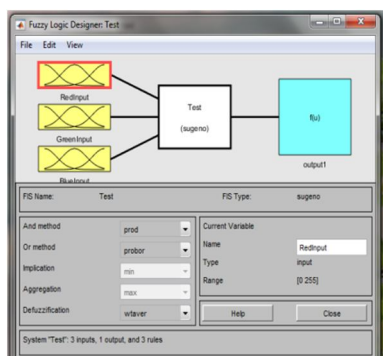 Fuzzy Logic Designer: Test
File Edit View
RedInput
GreenInput
BlueInput
Test
(sugeno)
f(u)
output1
FIS Name: Test FIS Type: sugeno
And method prod
Or method probor
Implication min
Aggregation max
Defuzzification wtaver
Current Variable
Name RedInput
Type input
Range [0 255]
Help Close
System "Test": 3 inputs, 1 output, and 3 rules